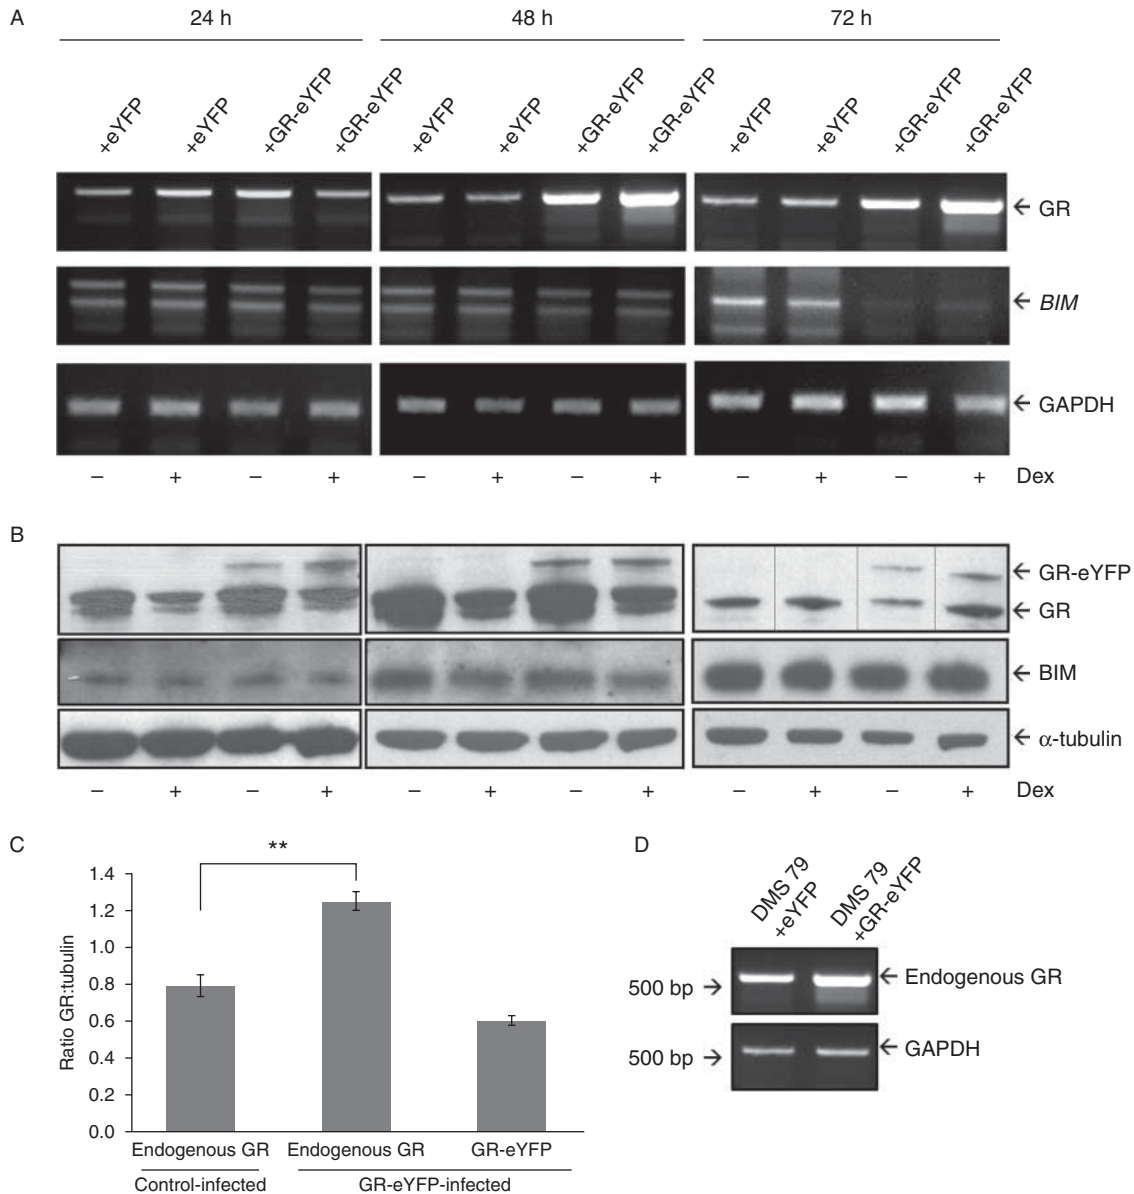 A
24 h
48 h
72 h
+eYFP
+eYFP
+GR-eYFP
+GR-eYFP
+eYFP
+eYFP
+GR-eYFP
+GR-eYFP
+eYFP
+eYFP
+GR-eYFP
+GR-eYFP
← GR
← BIM
← GAPDH
– + – + – + – + – + – + Dex
B
← GR-eYFP
← GR
← BIM
← α-tubulin
– + – + – + – + – + – + Dex
C
**
1.4
1.2
1.0
0.8
0.6
0.4
0.2
0.0
Ratio GR:tubulin
Endogenous GR
Endogenous GR
GR-eYFP
Control-infected
GR-eYFP-infected
D
DMS 79
+eYFP
DMS 79
+GR-eYFP
500 bp →
← Endogenous GR
500 bp →
← GAPDH